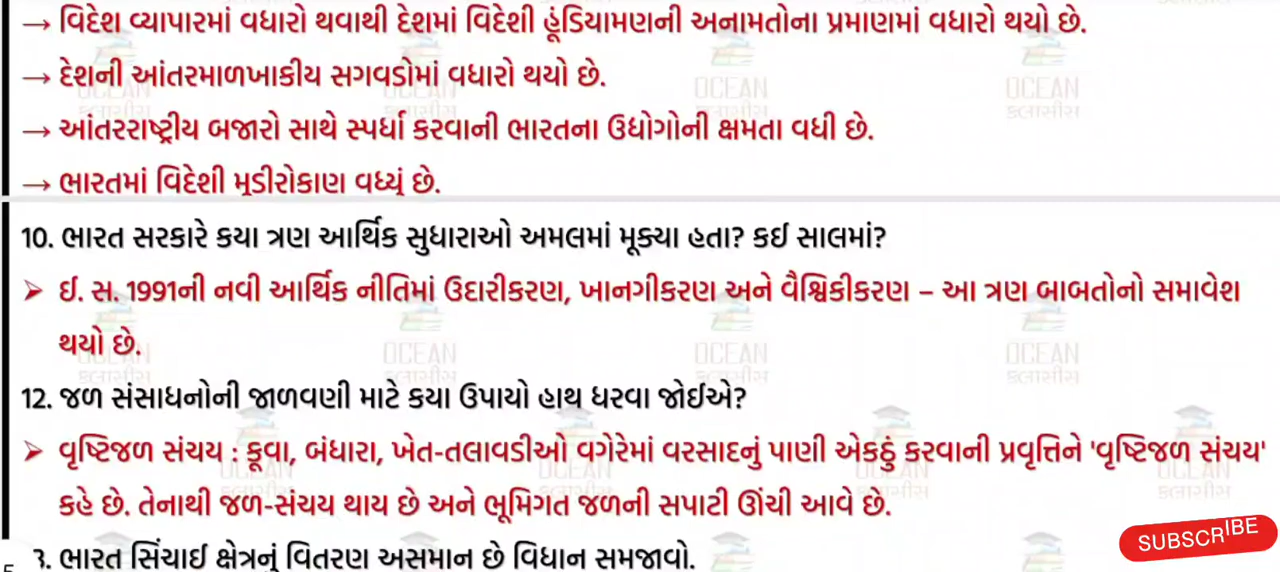 → વિદેશ વ્યાપારમાં વધારો થવાથી દેશમાં વિદેશી હૂંડિયામણની અનામતોના પ્રમાણમાં વધારો થયો છે.
→ દેશની આંતરમાળખાકીય સગવડોમાં વધારો થયો છે.
→ આંતરરાષ્ટ્રીય બજારો સાથે સ્પર્ધા કરવાની ભારતના ઉદ્યોગોની ક્ષમતા વધી છે.
→ ભારતમાં વિદેશી મૂડીરોકાણ વધ્યું છે.
10. ભારત સરકારે કયા ત્રણ આર્થિક સુધારાઓ અમલમાં મૂક્યા હતા? કઈ સાલમાં?
➢ ઈ. સ. 1991ની નવી આર્થિક નીતિમાં ઉદારીકરણ, ખાનગીકરણ અને વૈશ્વિકીકરણ – આ ત્રણ બાબતોનો સમાવેશ
થયો છે.
12. જળ સંસાધનોની જાળવણી માટે કયા ઉપાયો હાથ ધરવા જોઈએ?
➢ વૃષ્ટિજળ સંચય : કૂવા, બંધારા, ખેત-તલાવડીઓ વગેરેમાં વરસાદનું પાણી એકઠું કરવાની પ્રવૃત્તિને 'વૃષ્ટિજળ સંચય'
કહે છે. તેનાથી જળ-સંચય થાય છે અને ભૂમિગત જળની સપાટી ઊંચી આવે છે.
3. ભારત સિંચાઈ ક્ષેત્રનું વિતરણ અસમાન છે વિધાન સમજાવો.
SUBSCRIBE
OCEAN
ક્લાસીસ